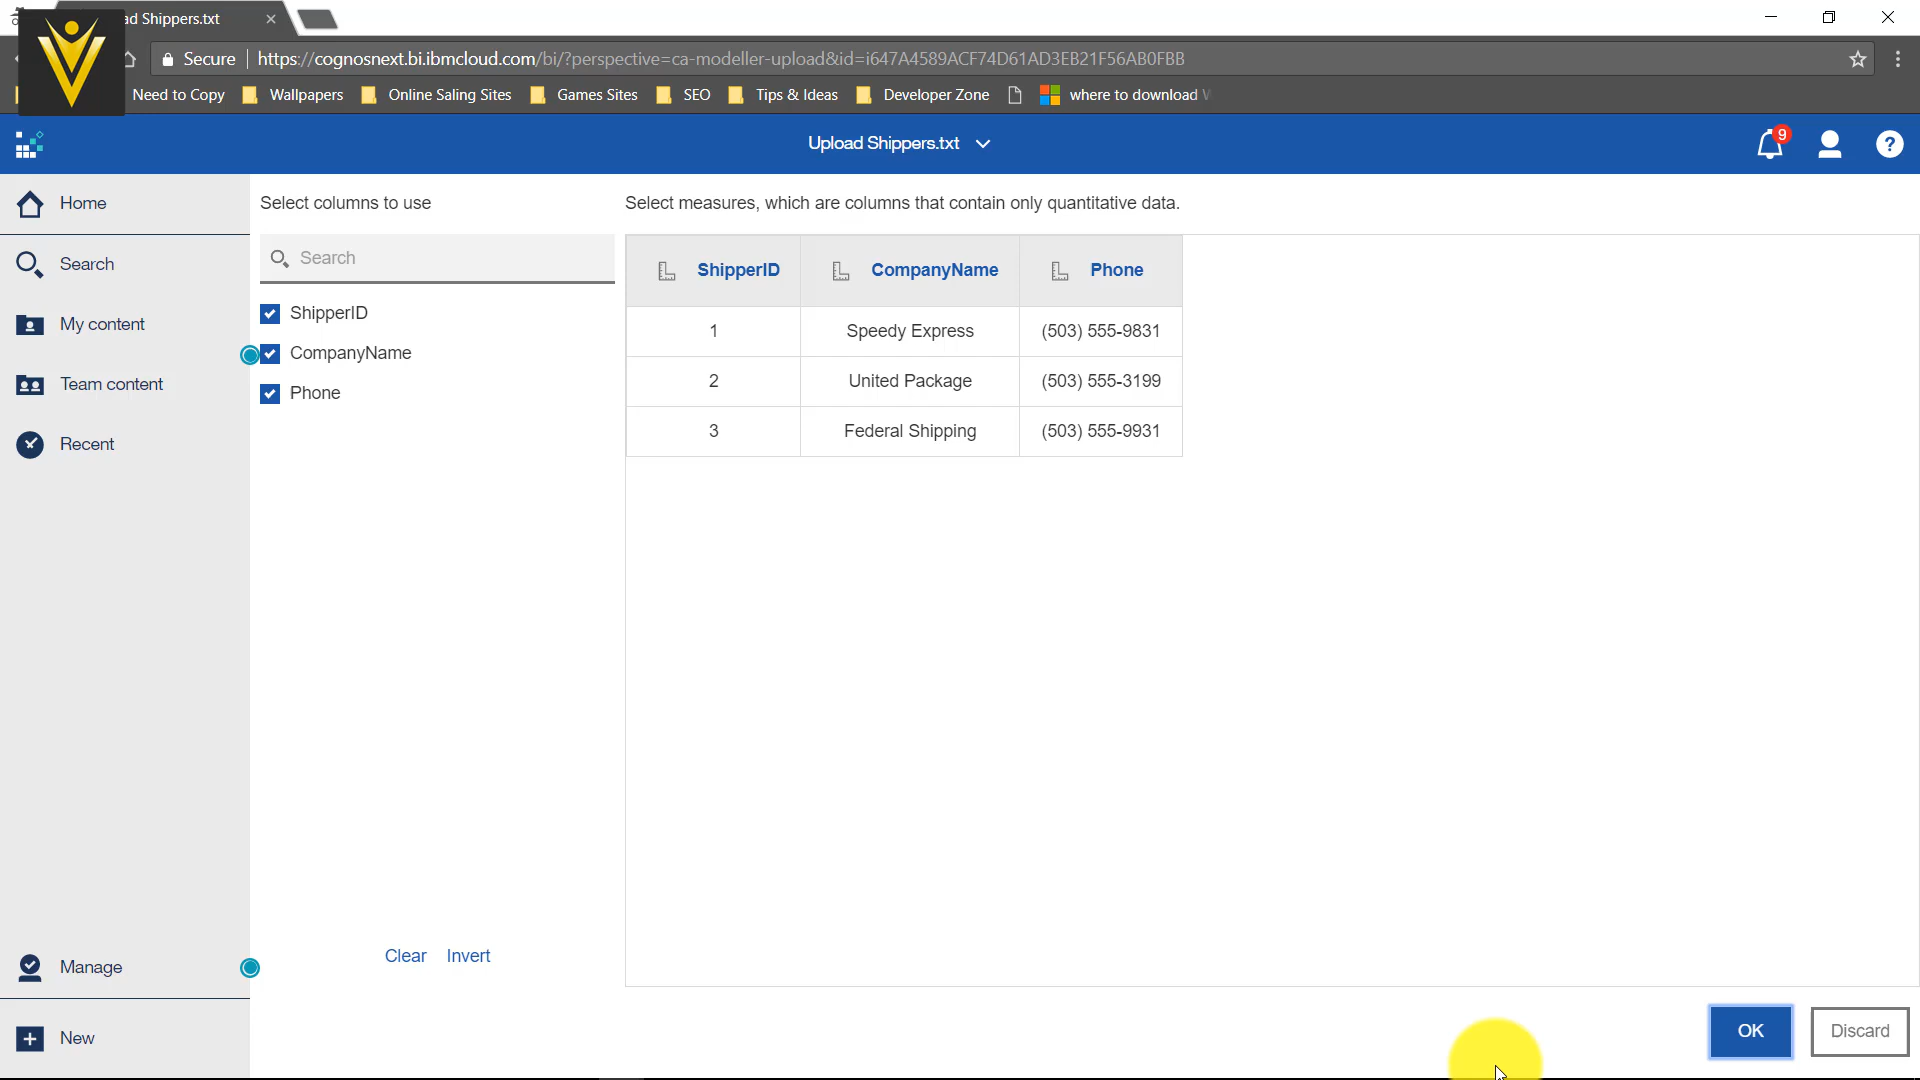 ad Shippers.txt
Secure
https://cognosnext.bi.ibmcloud.com/bi/?perspective=ca-modeller-upload&id=i647A4589ACF74D61AD3EB21F56AB0FBB
Need to Copy
Wallpapers
Online Saling Sites
Games Sites
SEO
Tips & Ideas
Developer Zone
where to download W
Upload Shippers.txt
9
?
Home
Search
My content
Team content
Recent
Manage
New
Select columns to use
Search
ShipperID
CompanyName
Phone
Clear
Invert
Select measures, which are columns that contain only quantitative data.
ShipperID CompanyName Phone
1 Speedy Express (503) 555-9831
2 United Package (503) 555-3199
3 Federal Shipping (503) 555-9931
OK
Discard